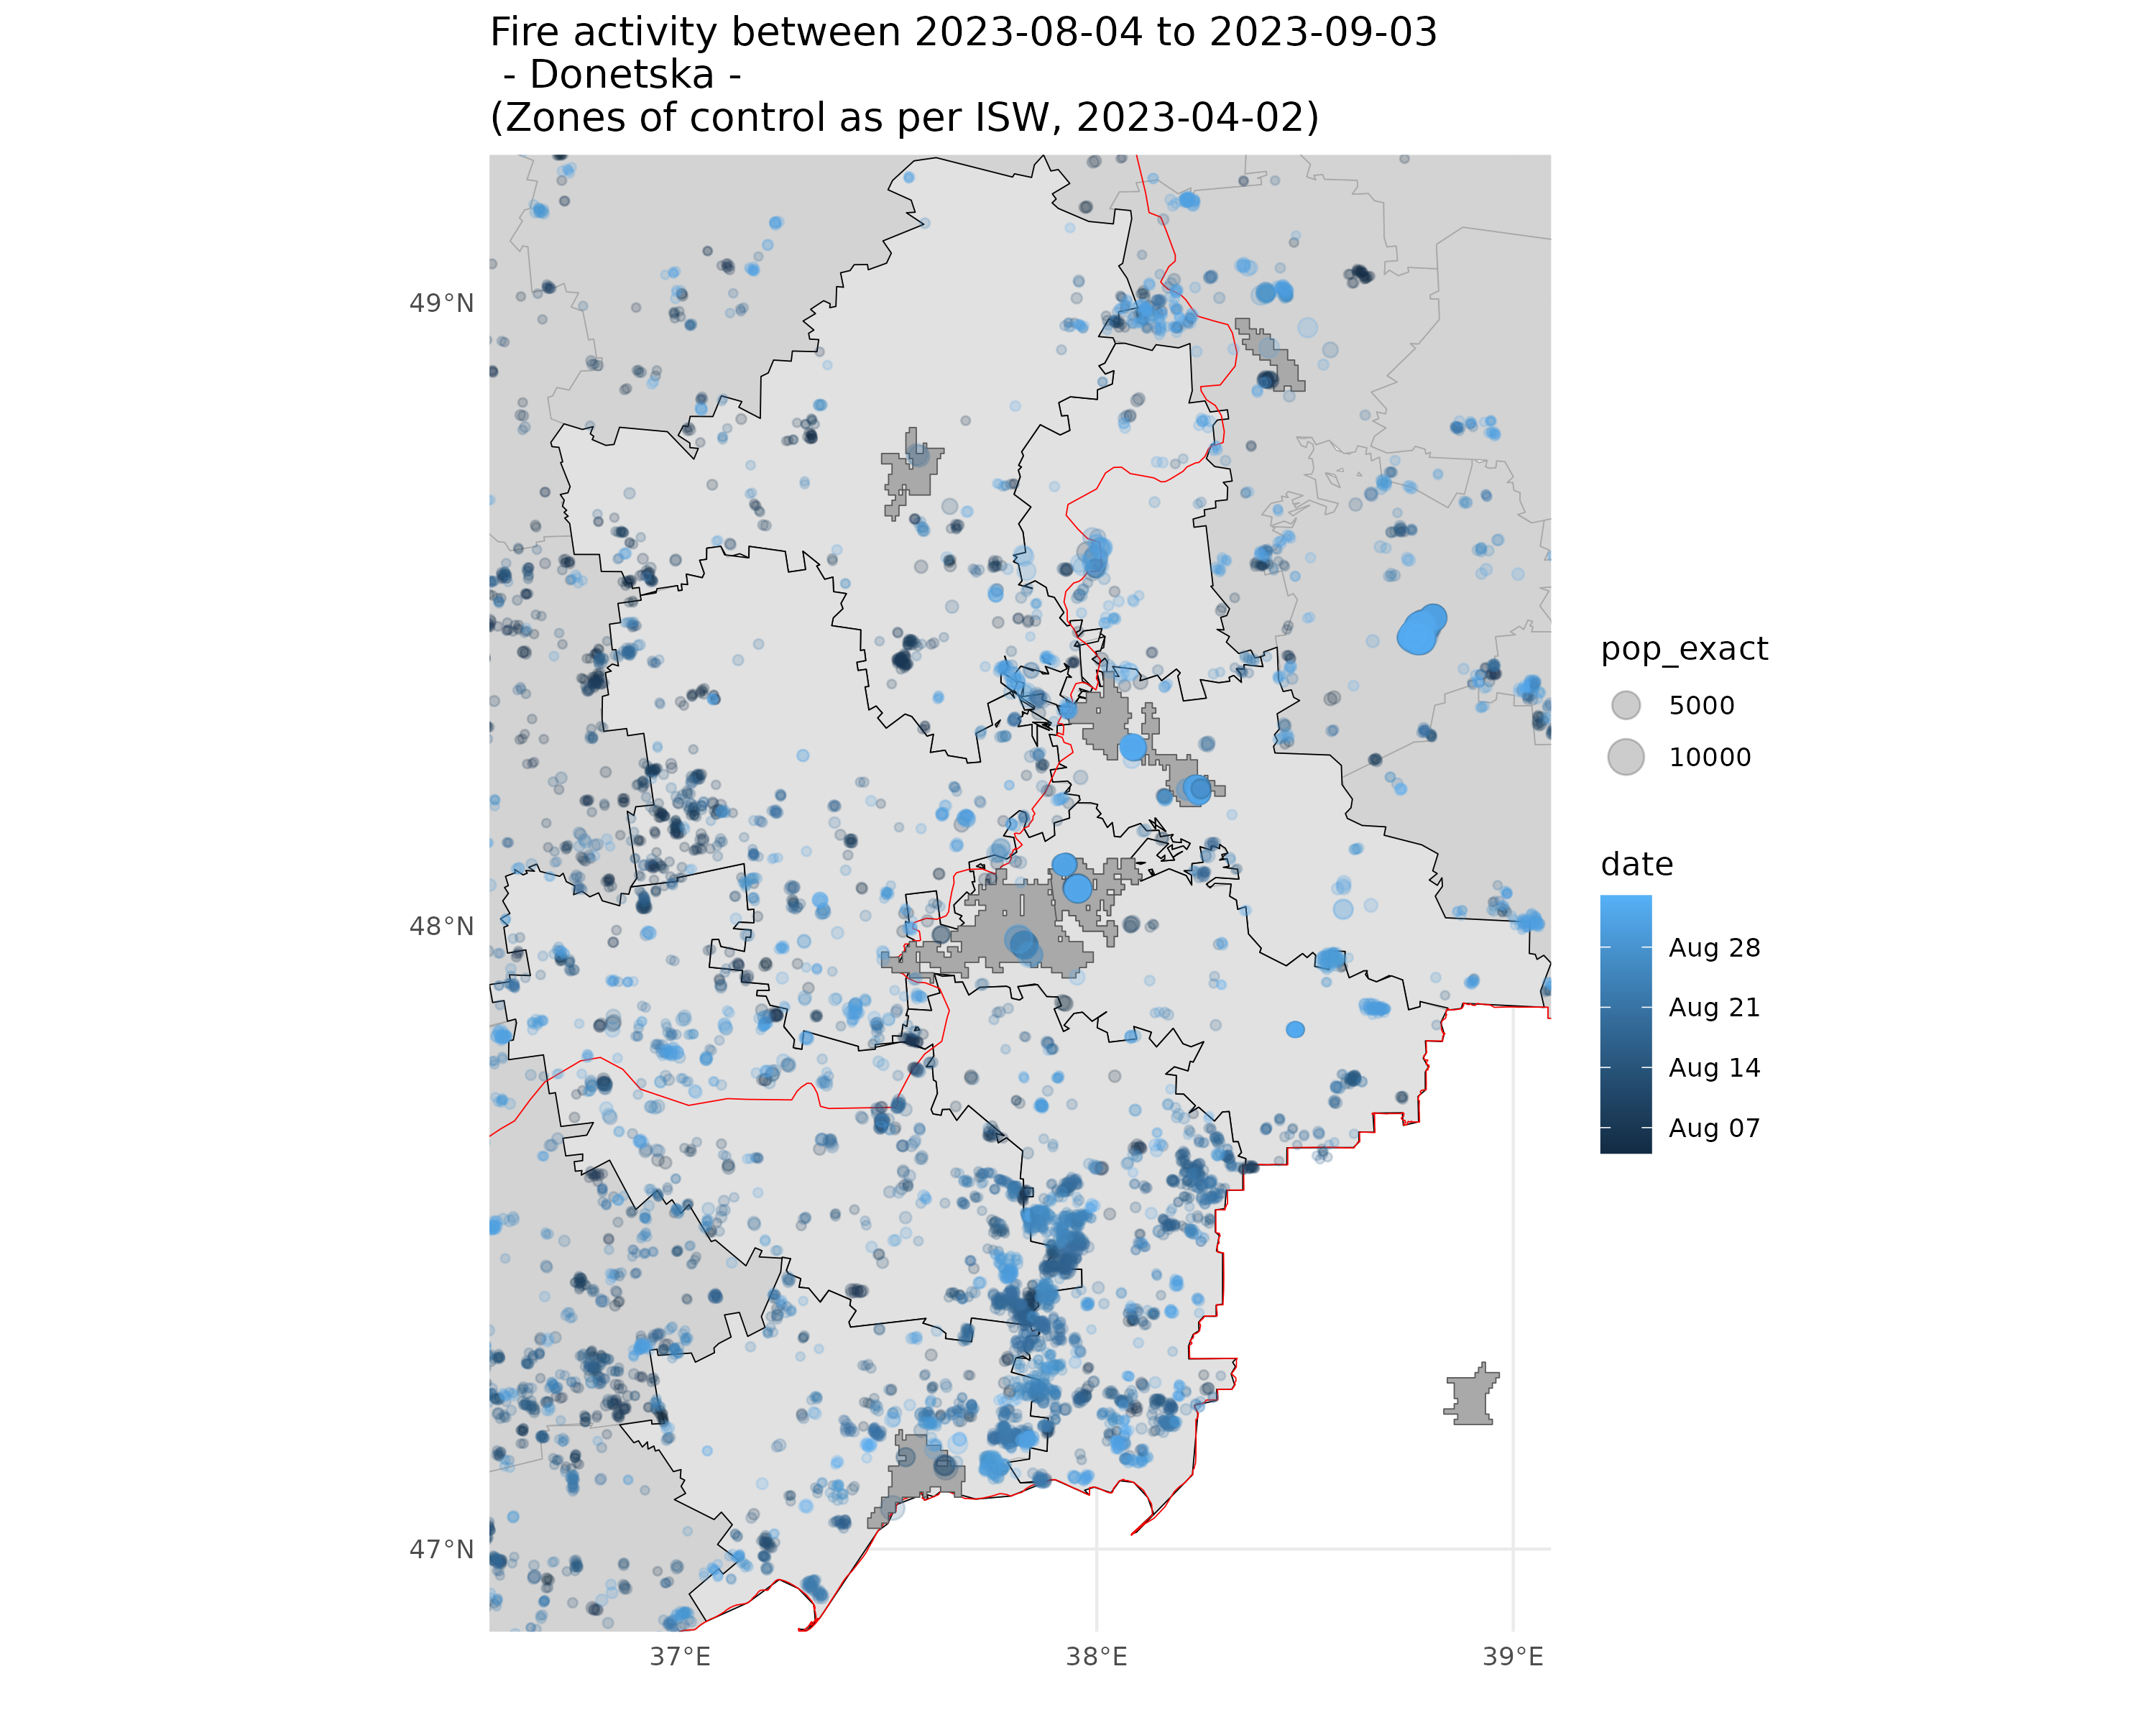 Fire activity between 2023-08-04 to 2023-09-03
- Donetska -
(Zones of control as per ISW, 2023-04-02)
49°N
48°N
47°N
37°E
38°E
39°E
pop_exact
5000
10000
date
Aug 28
Aug 21
Aug 14
Aug 07